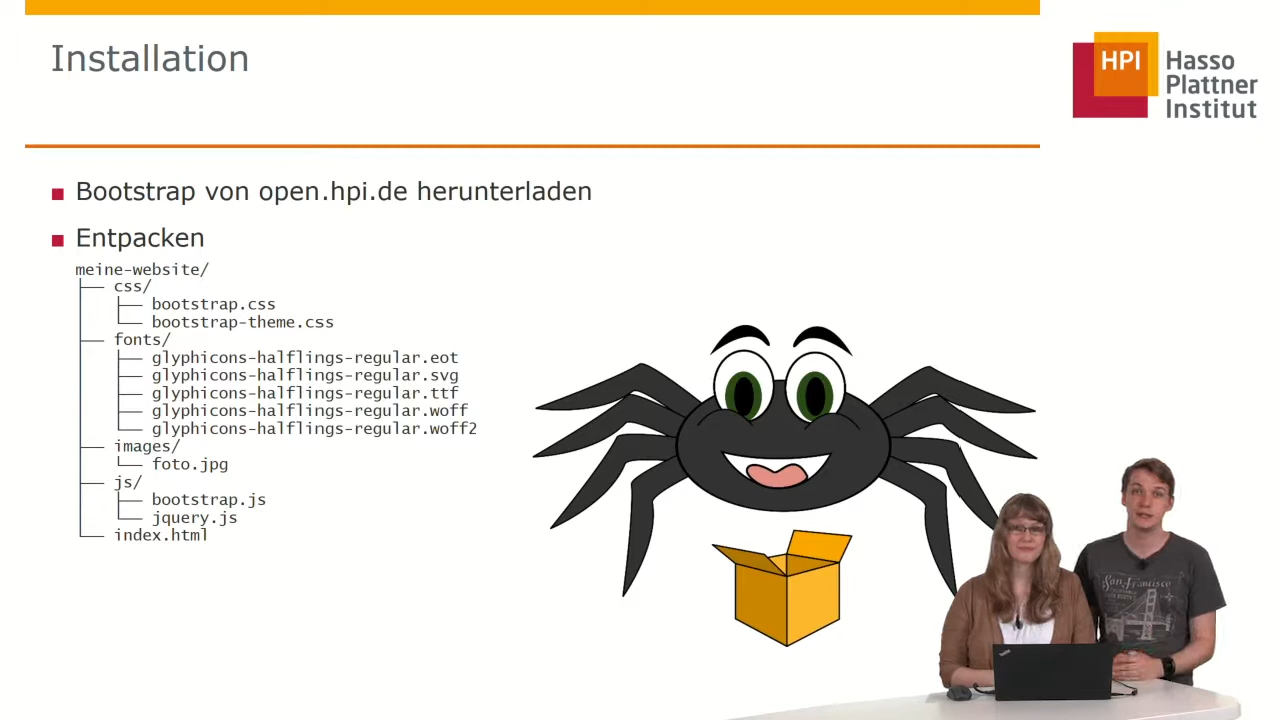 Installation
HPI Hasso
Plattner
Institut
Bootstrap von open.hpi.de herunterladen
Entpacken
meine-website/
├── css/
│   ├── bootstrap.css
│   └── bootstrap-theme.css
├── fonts/
│   ├── glyphicons-halflings-regular.eot
│   ├── glyphicons-halflings-regular.svg
│   ├── glyphicons-halflings-regular.ttf
│   ├── glyphicons-halflings-regular.woff
│   └── glyphicons-halflings-regular.woff2
├── images/
│   └── foto.jpg
├── js/
│   ├── bootstrap.js
│   └── jquery.js
└── index.html
San Francisco